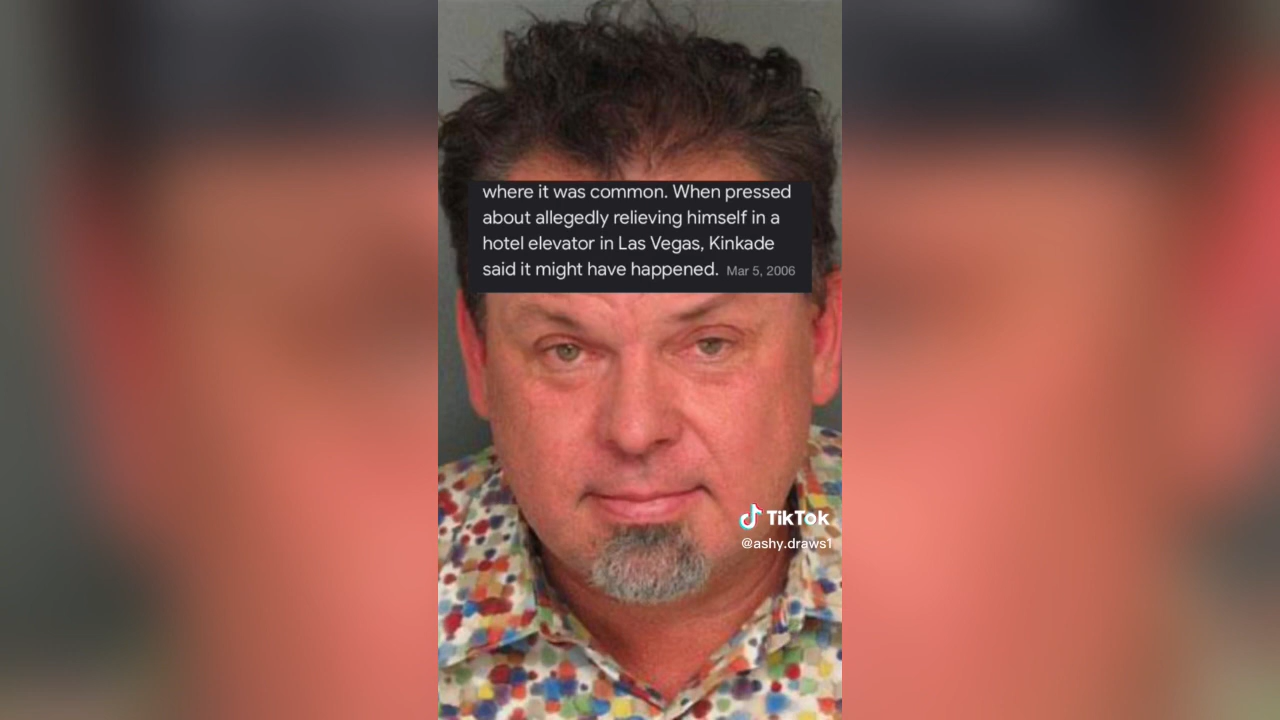 where it was common. When pressed
about allegedly relieving himself in a
hotel elevator in Las Vegas, Kinkade
said it might have happened. Mar 5, 2006
TikTok
@ashy.draws1